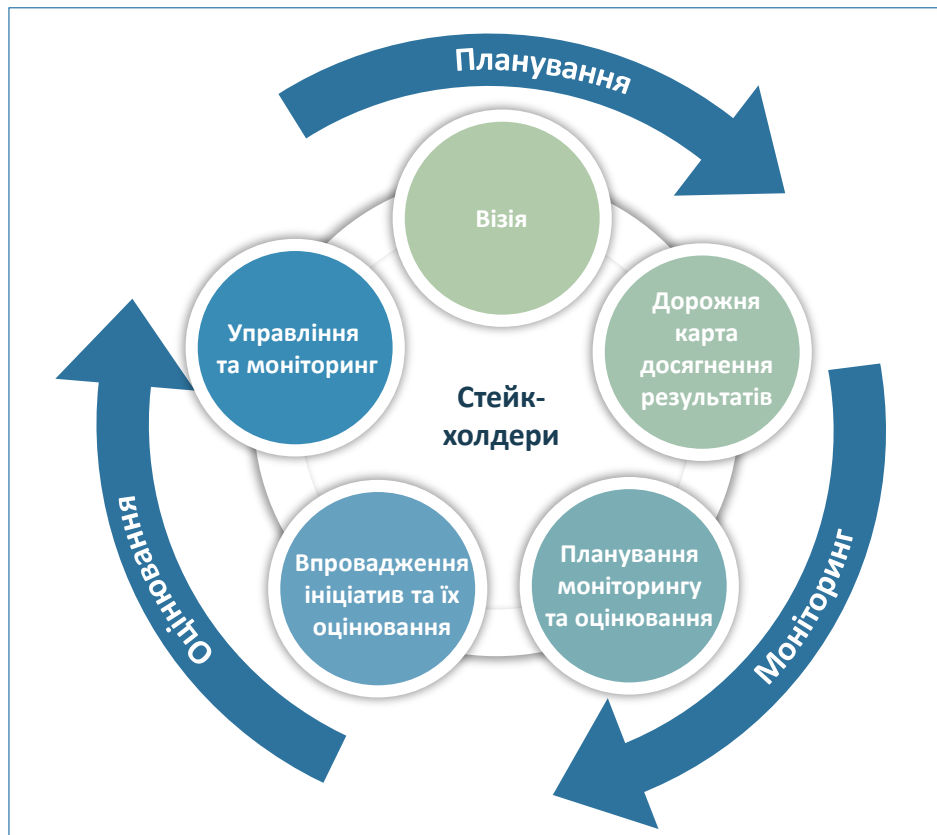 Планування
Візія
Дорожня
карта
досягнення
результатів
Управління
та моніторинг
Стейк-
холдери
Впровадження
ініціатив та їх
оцінювання
Планування
моніторингу
та оцінювання
Моніторинг
Оцінювання